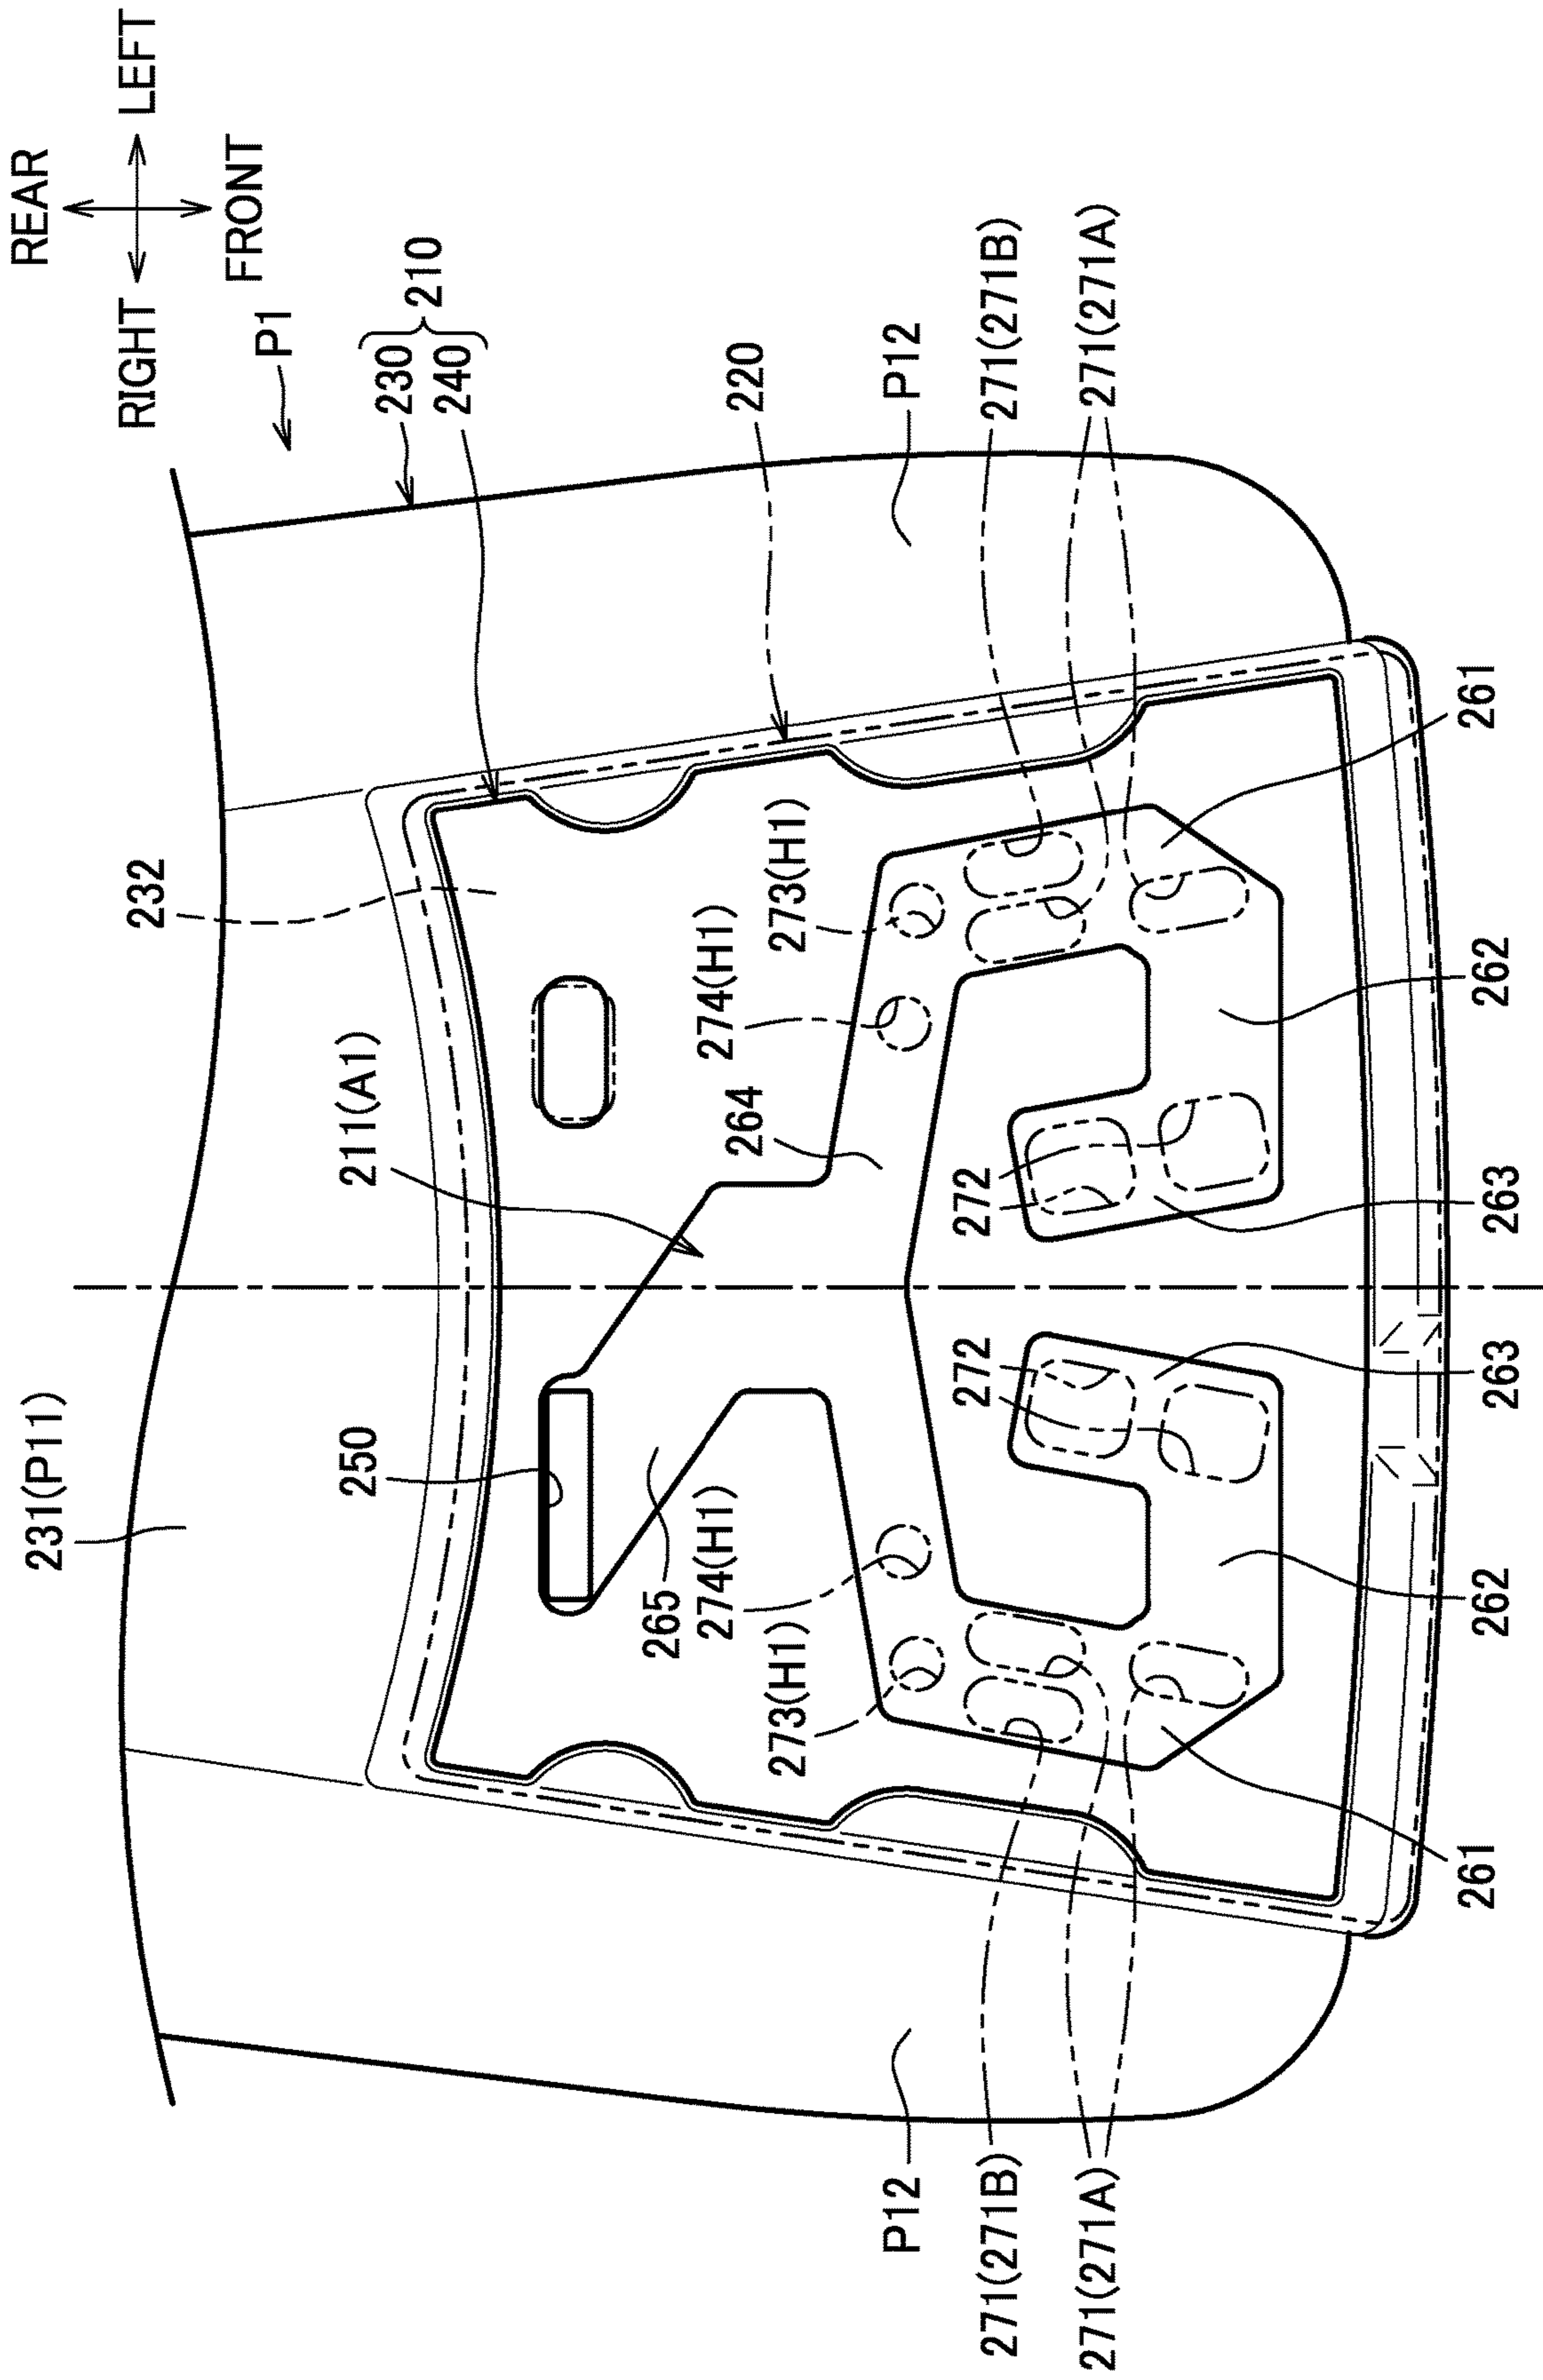 REAR
RIGHT
LEFT
FRONT
P1
231(P11)
232
230
240
210
211(A1)
250
220
265
264
274(H1)
274(H1)
273(H1)
273(H1)
P12
P12
272
272
271(271B)
271(271B)
271(271A)
271(271A)
261
262
263
263
262
261